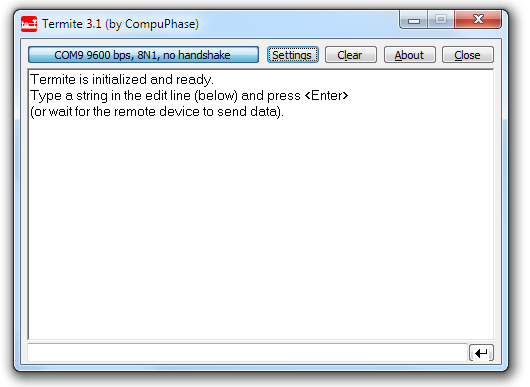 Termite 3.1 (by CompuPhase)
COM9 9600 bps, 8N1, no handshake Settings Clear About Close
Termite is initialized and ready.
Type a string in the edit line (below) and press <Enter>
(or wait for the remote device to send data).